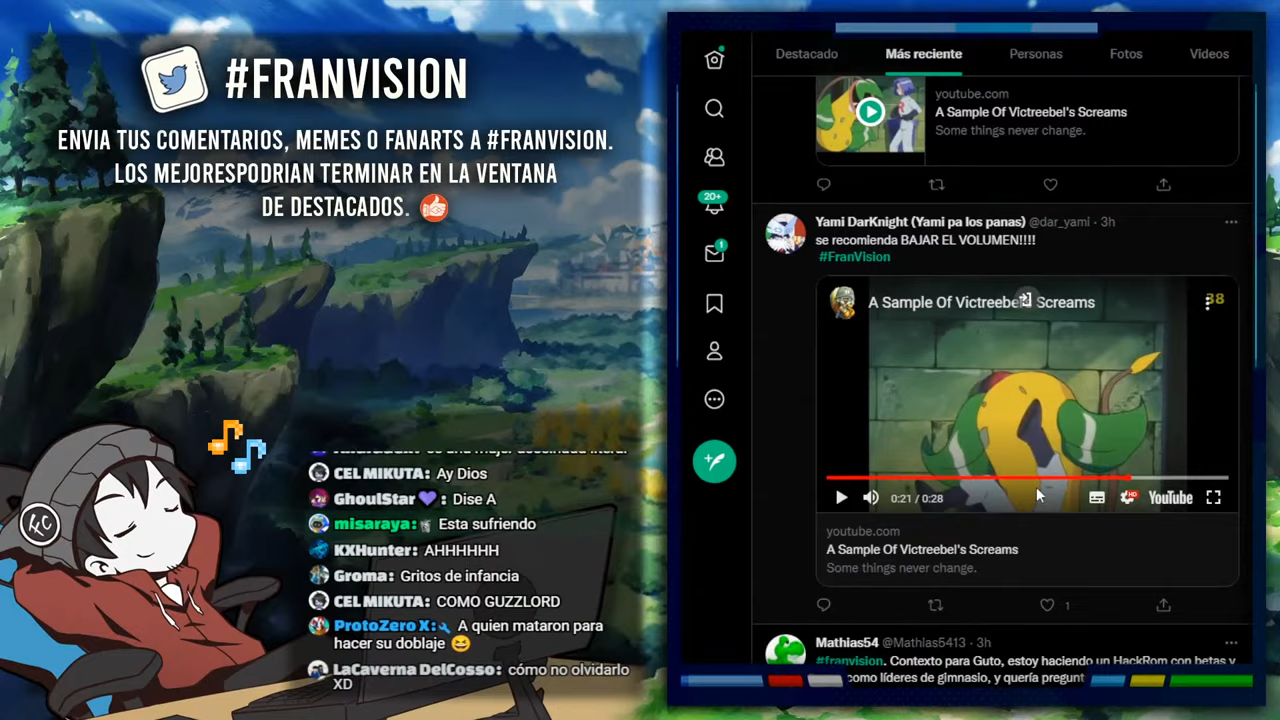 #FRANVISION
ENVIA TUS COMENTARIOS, MEMES O FANARTS A #FRANVISION.
LOS MEJORESPODRIAN TERMINAR EN LA VENTANA
DE DESTACADOS.
CEL MIKUTA: Ay Dios
GhoulStar: Dise A
misaraya: Esta sufriendo
KXHunter: AHHHHHH
Groma: Gritos de infancia
CEL MIKUTA: COMO GUZZLORD
ProtoZero X: A quien mataron para
hacer su doblaje
LaCaverna DelCosso: cómo no olvidarlo
XD
Destacado Más reciente Personas Fotos Videos
youtube.com
A Sample Of Victreebel's Screams
Some things never change.
20+
1
Yami DarKnight (Yami pa los panas) @dar_yami · 3h
se recomienda BAJAR EL VOLUMEN!!!!
#FranVision
A Sample Of Victreebel's Screams
38
0:21 / 0:28
HD
YouTube
youtube.com
A Sample Of Victreebel's Screams
Some things never change.
1
Mathias54 @Mathias5413 · 3h
#franvision. Contexto para Guto, estoy haciendo un HackRom con betas y
como líderes de gimnasio, y quería